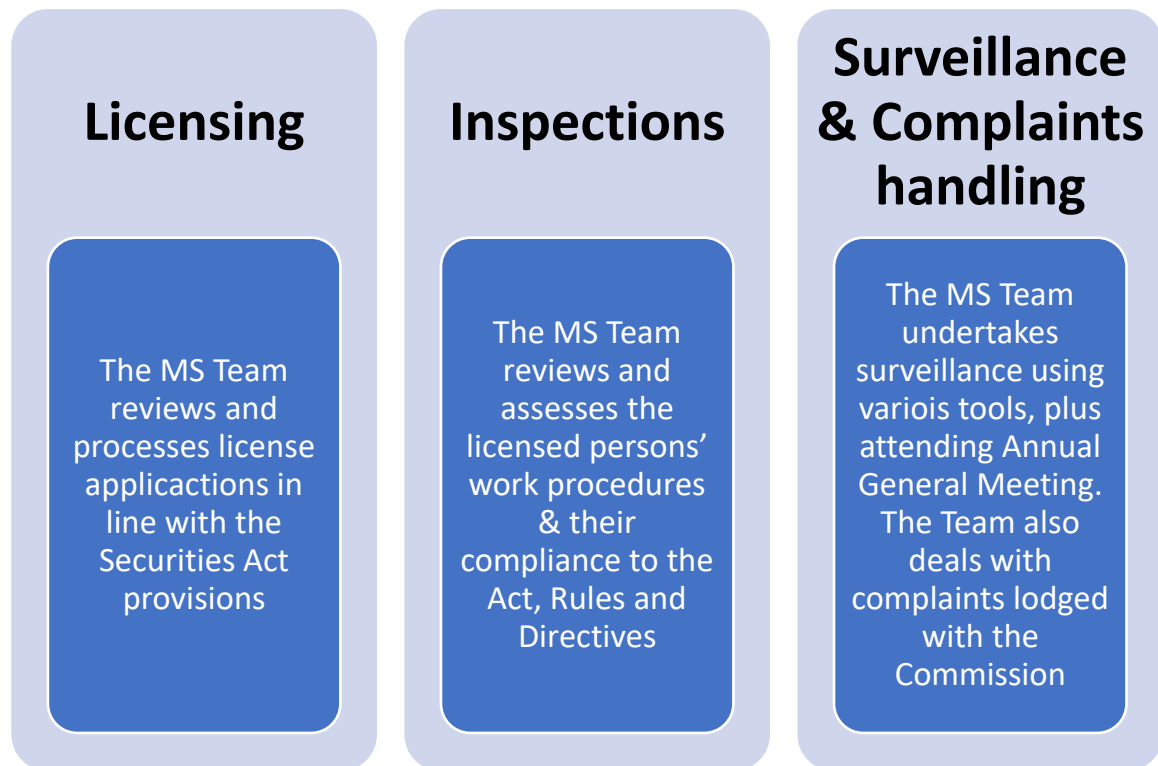 Licensing
The MS Team
reviews and
processes license
applicactions in
line with the
Securities Act
provisions
Inspections
The MS Team
reviews and
assesses the
licensed persons’
work procedures
& their
compliance to the
Act, Rules and
Directives
Surveillance
& Complaints
handling
The MS Team
undertakes
surveillance using
variois tools, plus
attending Annual
General Meeting.
The Team also
deals with
complaints lodged
with the
Commission